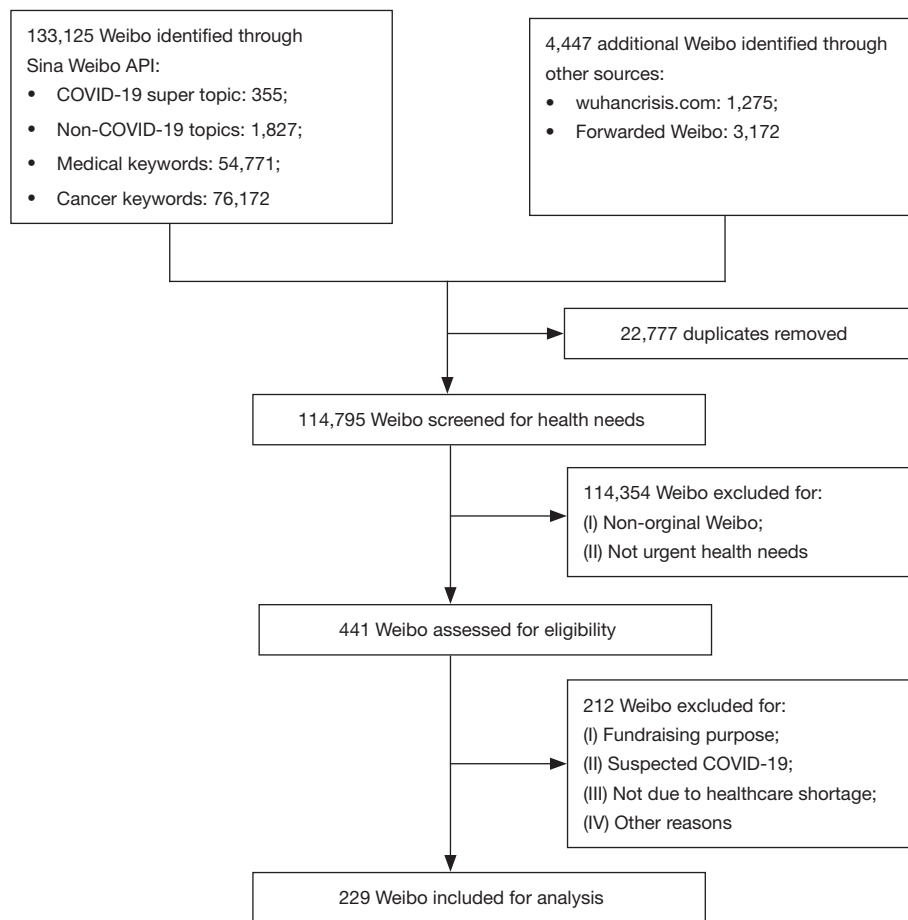 133,125 Weibo identified through
Sina Weibo API:
• COVID-19 super topic: 355;
• Non-COVID-19 topics: 1,827;
• Medical keywords: 54,771;
• Cancer keywords: 76,172
4,447 additional Weibo identified through
other sources:
• wuhancrisis.com: 1,275;
• Forwarded Weibo: 3,172
22,777 duplicates removed
114,795 Weibo screened for health needs
114,354 Weibo excluded for:
(I) Non-orginal Weibo;
(II) Not urgent health needs
441 Weibo assessed for eligibility
212 Weibo excluded for:
(I) Fundraising purpose;
(II) Suspected COVID-19;
(III) Not due to healthcare shortage;
(IV) Other reasons
229 Weibo included for analysis